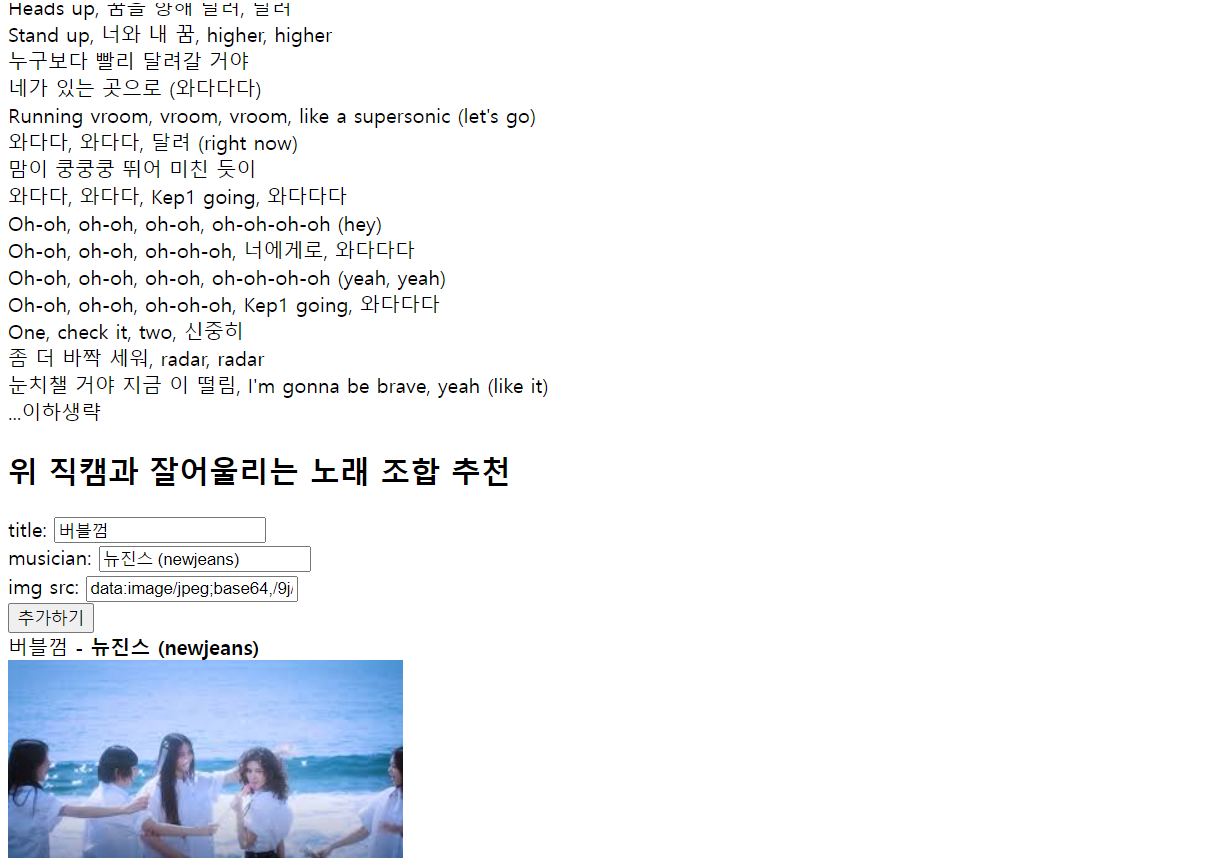 Heads up, 꿈을 향해 달려, 달려
Stand up, 너와 내 꿈, higher, higher
누구보다 빨리 달려갈 거야
네가 있는 곳으로 (와다다다)
Running vroom, vroom, vroom, like a supersonic (let's go)
와다다, 와다다, 달려 (right now)
맘이 쿵쿵쿵 뛰어 미친 듯이
와다다, 와다다, Kep1 going, 와다다다
Oh-oh, oh-oh, oh-oh, oh-oh-oh-oh (hey)
Oh-oh, oh-oh, oh-oh-oh, 너에게로, 와다다다
Oh-oh, oh-oh, oh-oh, oh-oh-oh-oh (yeah, yeah)
Oh-oh, oh-oh, oh-oh-oh, Kep1 going, 와다다다
One, check it, two, 신중히
좀 더 바짝 세워, radar, radar
눈치챌 거야 지금 이 떨림, I'm gonna be brave, yeah (like it)
...이하생략
위 직캠과 잘어울리는 노래 조합 추천
title: 버블껌
musician: 뉴진스 (newjeans)
img src: data:image/jpeg;base64,/9j/
추가하기
버블껌 - 뉴진스 (newjeans)